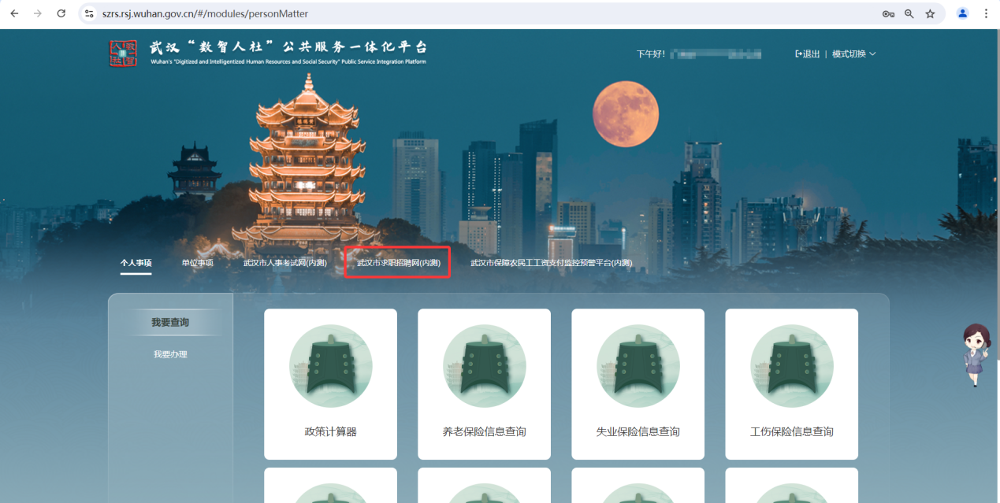 szrs.rsj.wuhan.gov.cn/#/modules/personMatter
武汉“数智人社”公共服务一体化平台
Wuhan's "Digitized and Intelligentized Human Resources and Social Security" Public Service Integration Platform
下午好！
退出 | 模式切换
个人事项 单位事项 武汉市人事考试网(内测) 武汉市求职招聘网(内测) 武汉市保障农民工工资支付监控预警平台(内测)
我要查询
我要办理
政策计算器 养老保险信息查询 失业保险信息查询 工伤保险信息查询